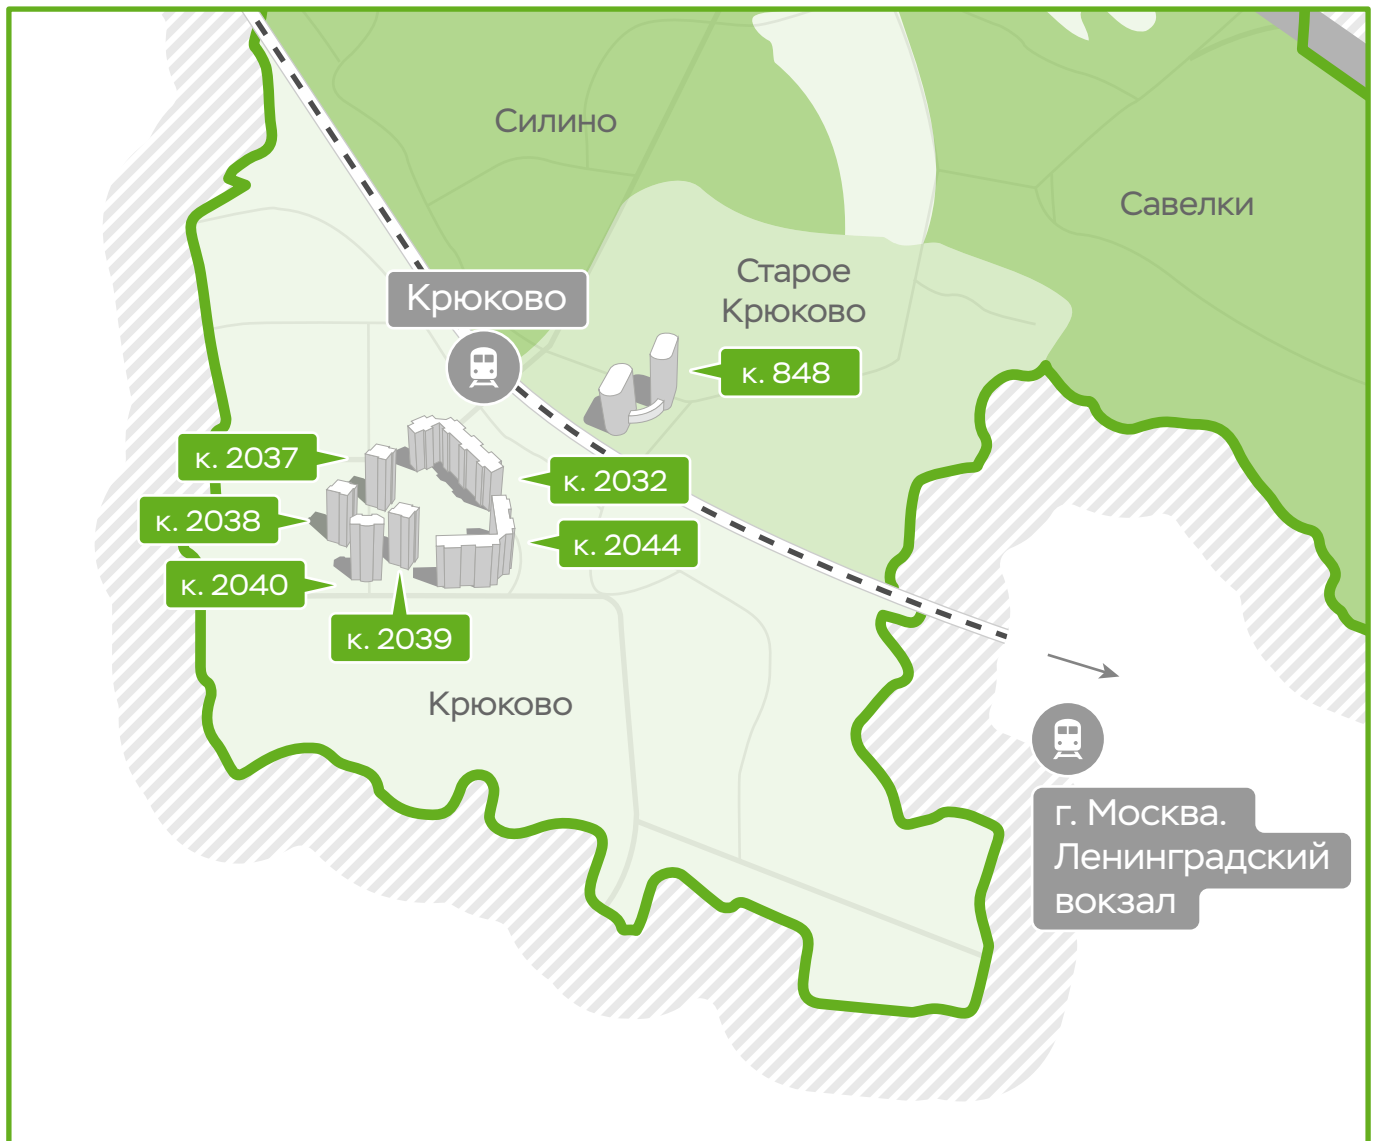 Силино
Савелки
Старое
Крюково
Крюково
к. 848
к. 2037
к. 2032
к. 2038
к. 2044
к. 2040
к. 2039
Крюково
г. Москва.
Ленинградский
вокзал